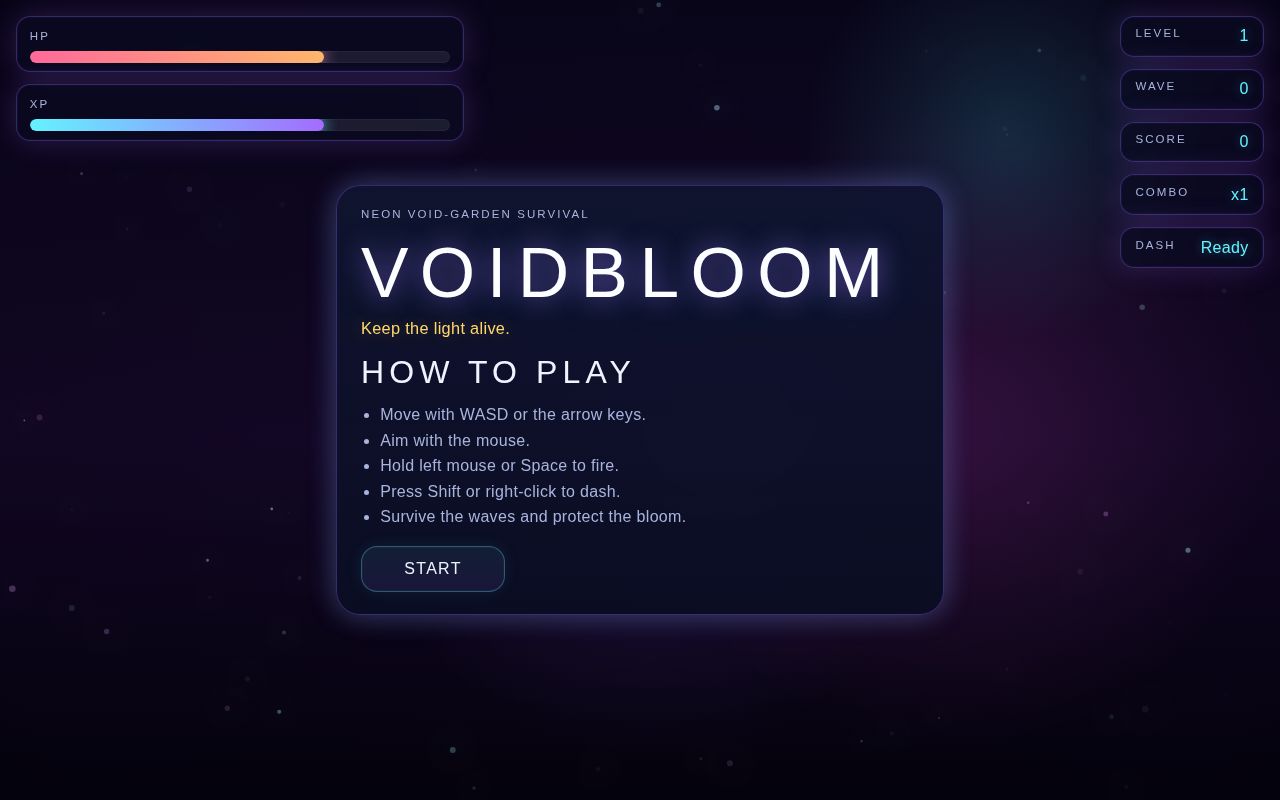 HP
XP
LEVEL 1
WAVE 0
SCORE 0
COMBO x1
DASH Ready
NEON VOID-GARDEN SURVIVAL
VOIDBLOOM
Keep the light alive.
HOW TO PLAY
• Move with WASD or the arrow keys.
• Aim with the mouse.
• Hold left mouse or Space to fire.
• Press Shift or right-click to dash.
• Survive the waves and protect the bloom.
START